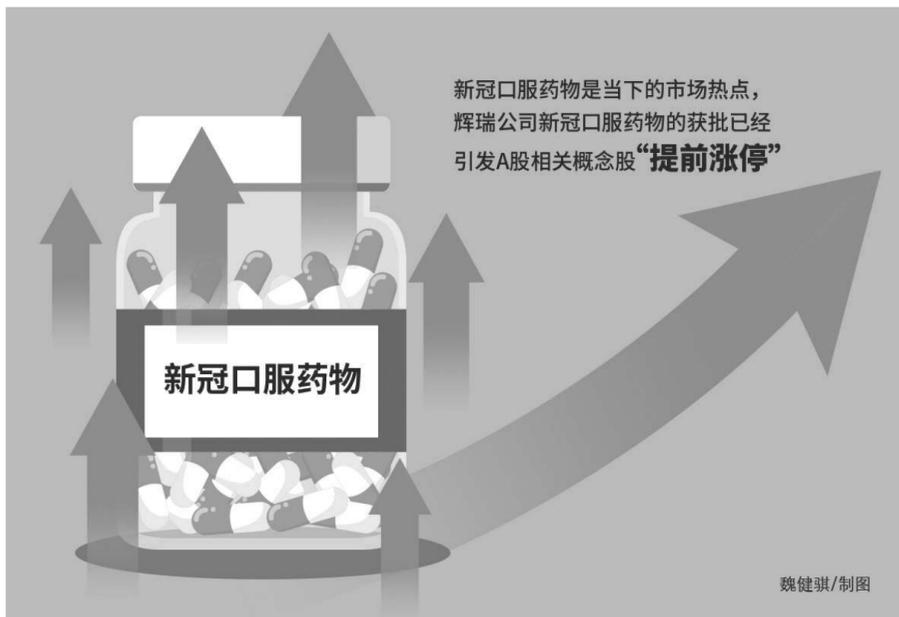 新冠口服药物是当下的市场热点，
辉瑞公司新冠口服药物的获批已经
引发A股相关概念股“提前涨停”
新冠口服药物
魏健骐/制图